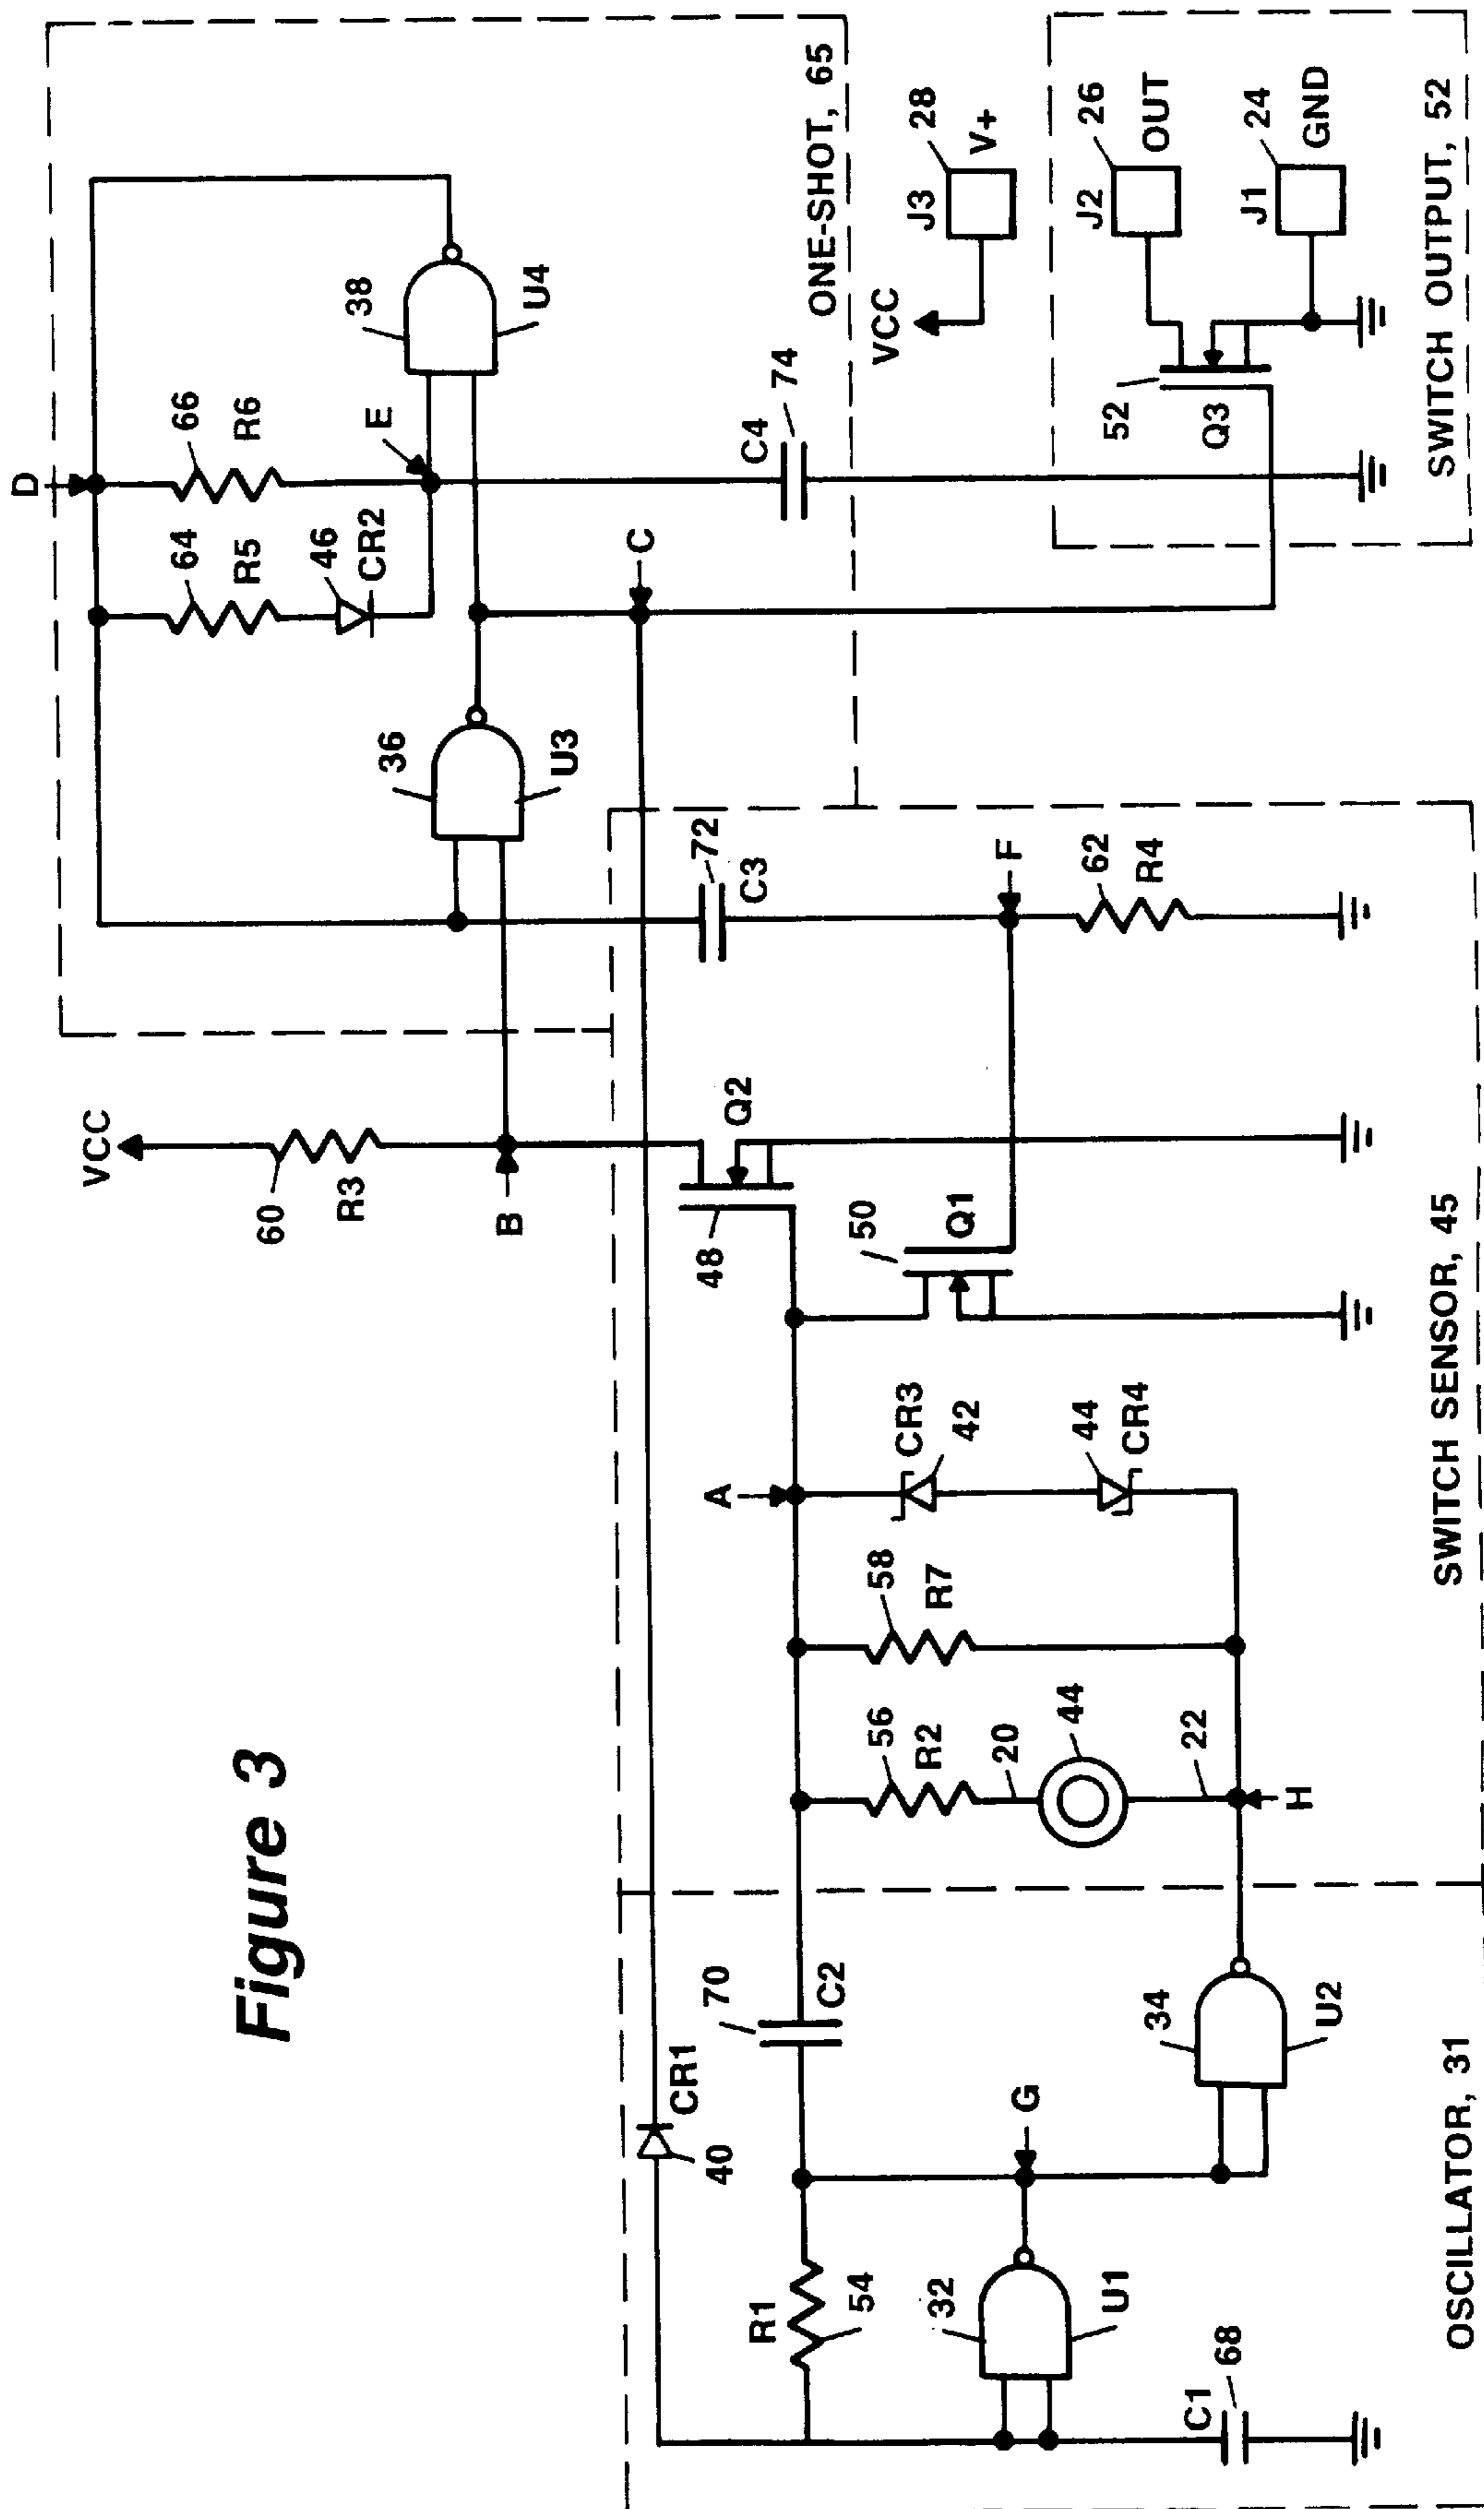 Figure 3
D
66
R6
64
R5
46
CR2
E
38
U4
36
U3
ONE-SHOT, 65
VCC
60
R3
B
C
C4
74
VCC
J3
28
V+
72
C3
F
62
R4
48
Q2
50
Q1
A
CR3
42
44
CR4
58
R7
56
R2
20
44
22
H
SWITCH SENSOR, 45
CR1
40
70
C2
R1
54
G
32
U1
34
U2
C1
68
OSCILLATOR, 31
52
Q3
J2
26
OUT
J1
24
GND
SWITCH OUTPUT, 52